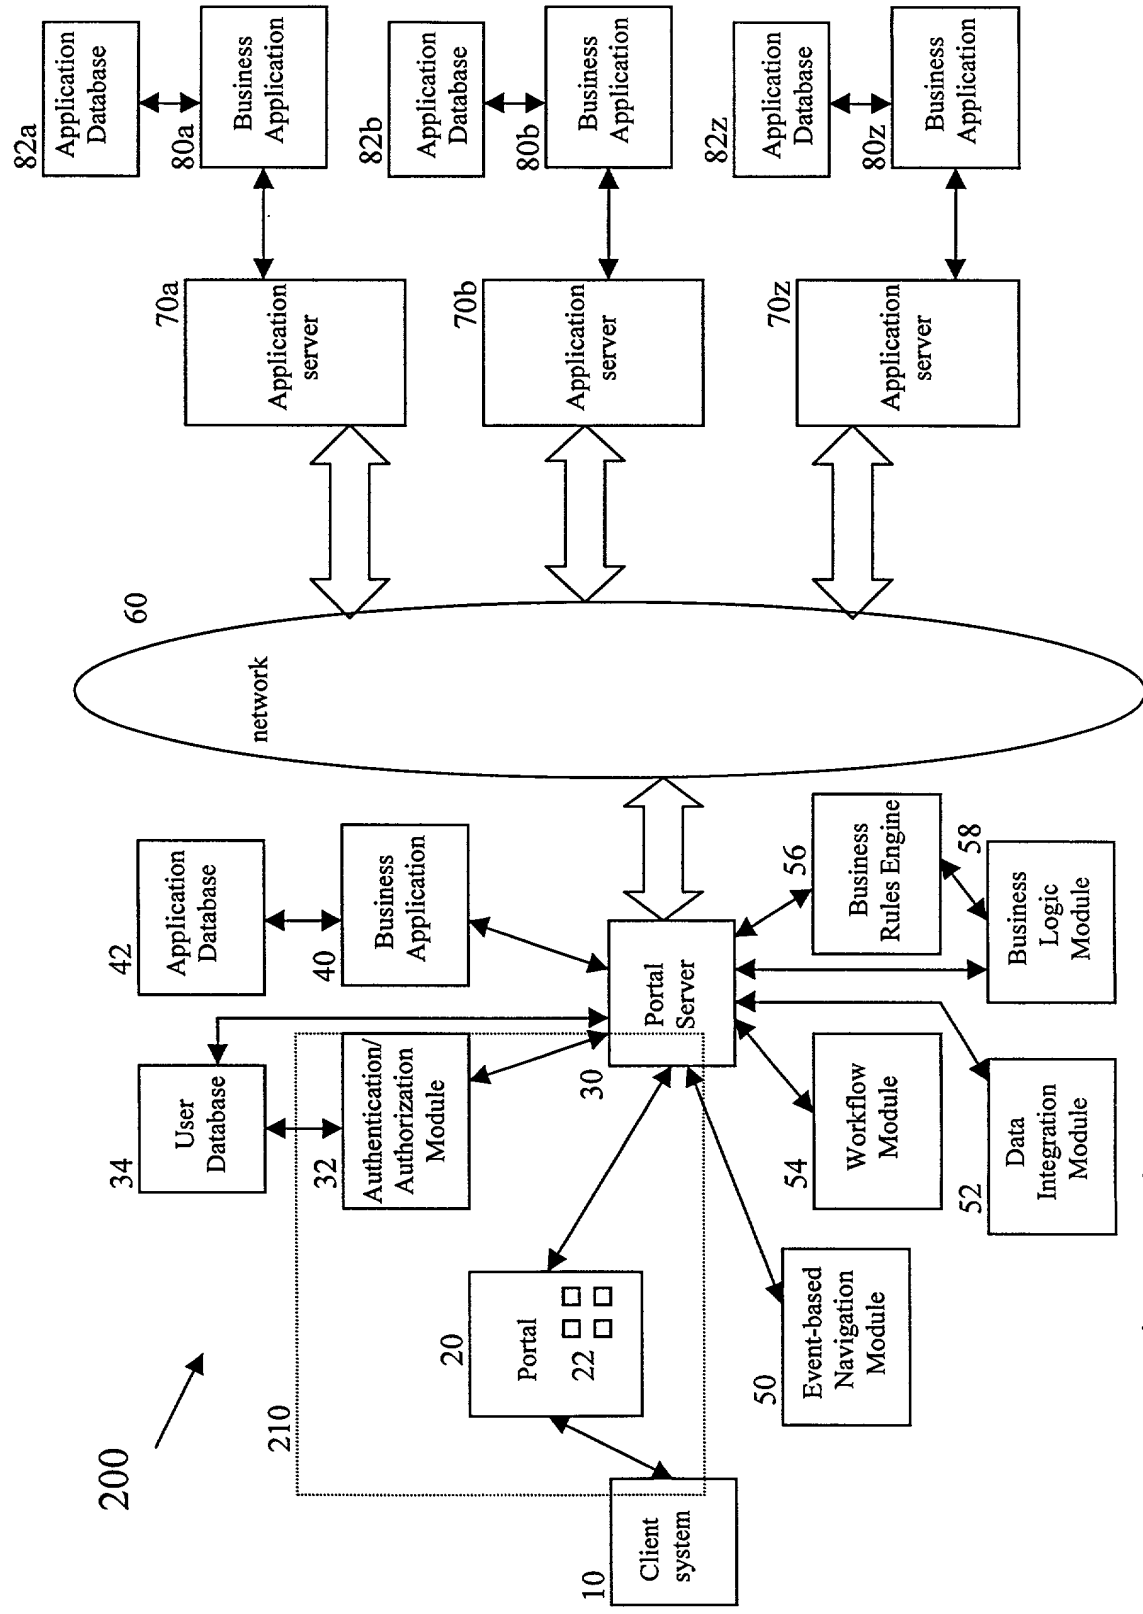 200
210
10
Client
system
20
Portal
22
30
Portal
Server
32
Authentication/
Authorization
Module
34
User
Database
40
Business
Application
42
Application
Database
50
Event-based
Navigation
Module
52
Data
Integration
Module
54
Workflow
Module
56
Business
Rules Engine
58
Business
Logic
Module
60
network
70a
Application
server
80a
Business
Application
82a
Application
Database
70b
Application
server
80b
Business
Application
82b
Application
Database
70z
Application
server
80z
Business
Application
82z
Application
Database